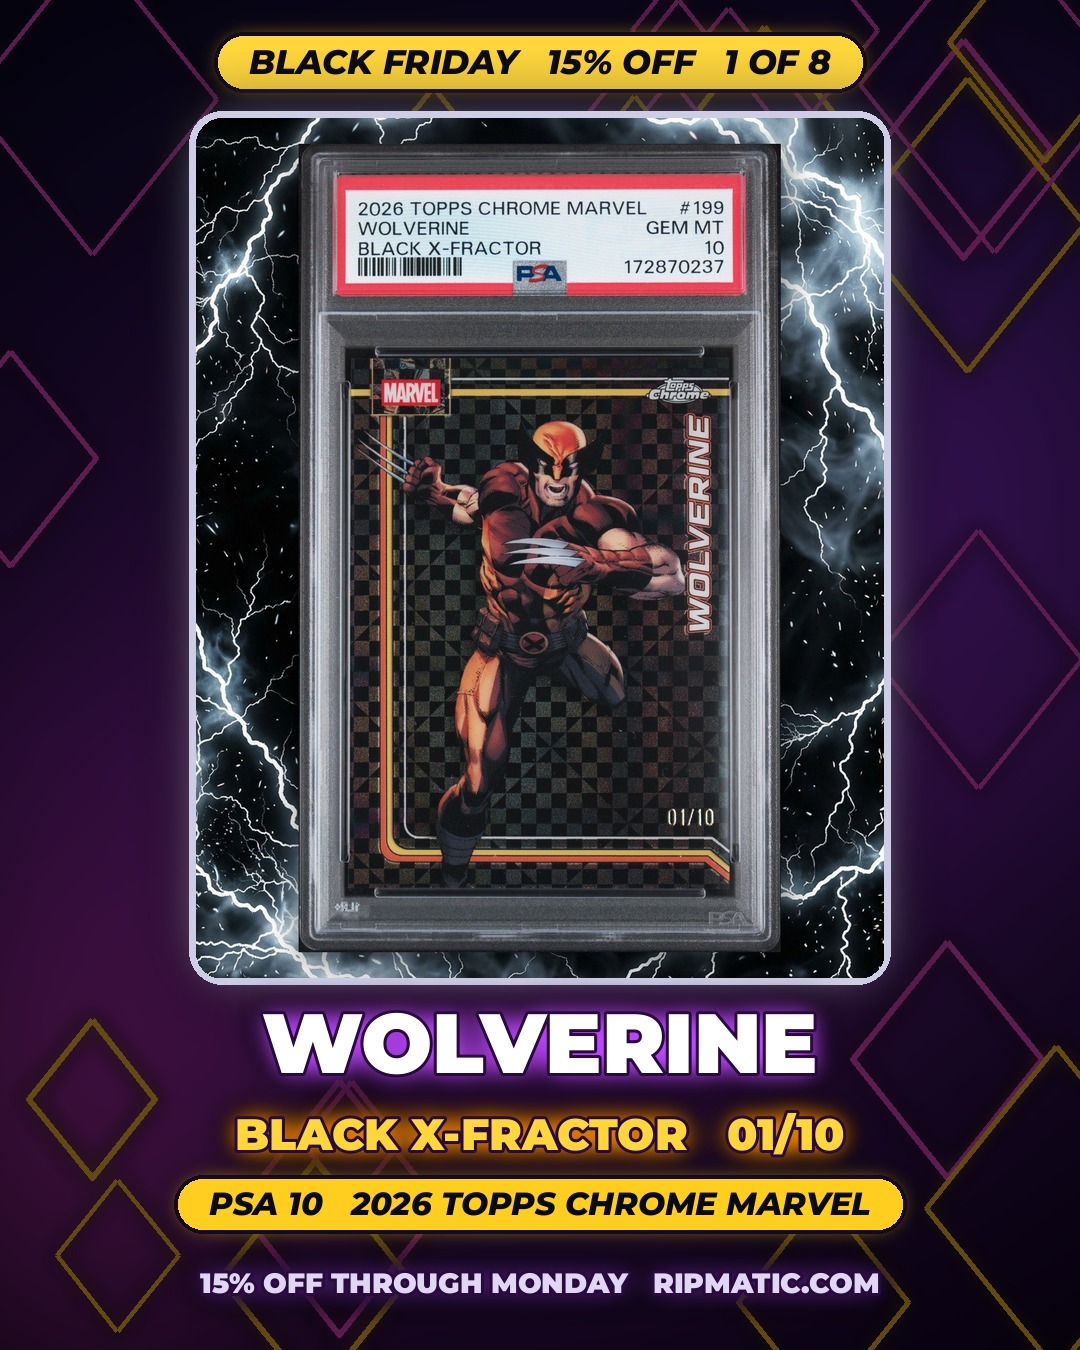 BLACK FRIDAY 15% OFF 1 OF 8
2026 TOPPS CHROME MARVEL #199
WOLVERINE GEM MT
BLACK X-FRACTOR 10
PSA 172870237
MARVEL
Topps Chrome
WOLVERINE
01/10
PSA
WOLVERINE
BLACK X-FRACTOR 01/10
PSA 10 2026 TOPPS CHROME MARVEL
15% OFF THROUGH MONDAY RIPMATIC.COM